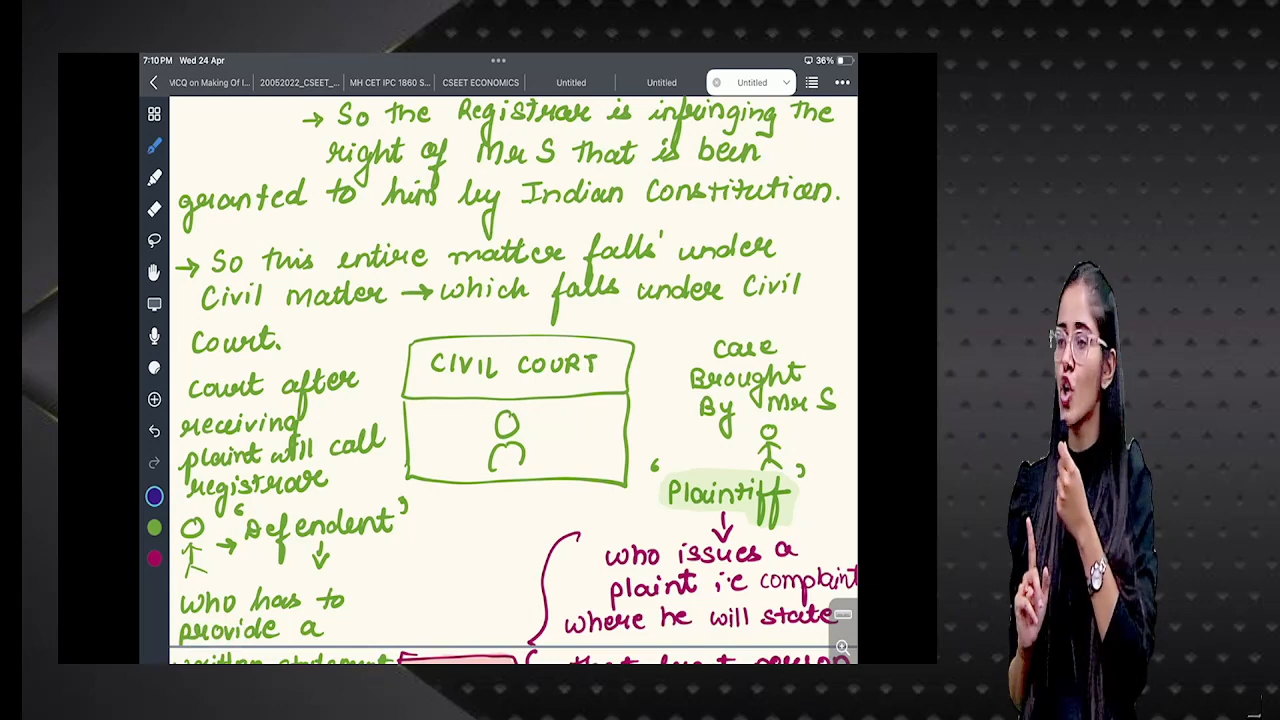 7:10 PM Wed 24 Apr
36%
MCQ on Making Of I...
20052022_CSEET_...
MH CET IPC 1860 S...
CSEET ECONOMICS
Untitled
Untitled
Untitled
→ So the Registrar is infringing the
right of Mr S that is been
granted to him by Indian Constitution.
→ So this entire matter falls under
Civil Matter → which falls under Civil
Court.
CIVIL COURT
Case
Brought
By Mr S
'Plaintiff'
who issues a
plaint i.e complaint
where he will state
that
person
court after
receiving
plaint will call
registrar
→ 'Defendent'
who has to
provide a
written statement